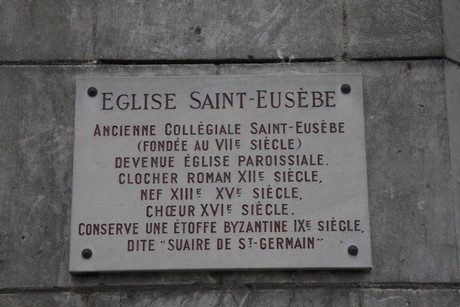 EGLISE SAINT-EUSÈBE
ANCIENNE COLLÉGIALE SAINT-EUSÈBE
(FONDÉE AU VIIE SIÈCLE)
DEVENUE ÉGLISE PAROISSIALE.
CLOCHER ROMAN XIIE SIÈCLE,
NEF XIIIE XVE SIÈCLE,
CHŒUR XVIE SIÈCLE.
CONSERVE UNE ÉTOFFE BYZANTINE IXE SIÈCLE,
DITE "SUAIRE DE ST-GERMAIN"